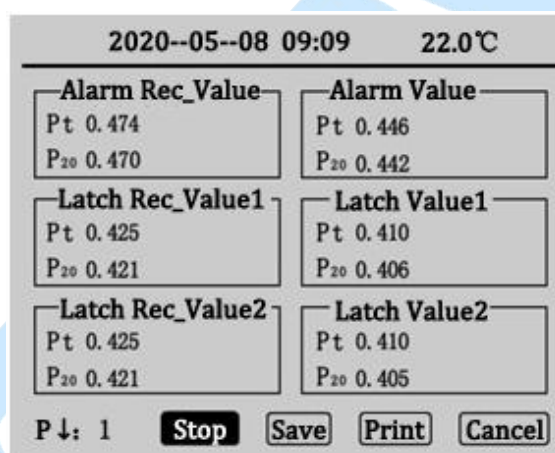 2020--05--08 09:09 22.0℃
Alarm Rec_Value Alarm Value
Pt 0.474 Pt 0.446
P₂₀ 0.470 P₂₀ 0.442
Latch Rec_Value1 Latch Value1
Pt 0.425 Pt 0.410
P₂₀ 0.421 P₂₀ 0.406
Latch Rec_Value2 Latch Value2
Pt 0.425 Pt 0.410
P₂₀ 0.421 P₂₀ 0.405
P↓: 1 Stop Save Print Cancel